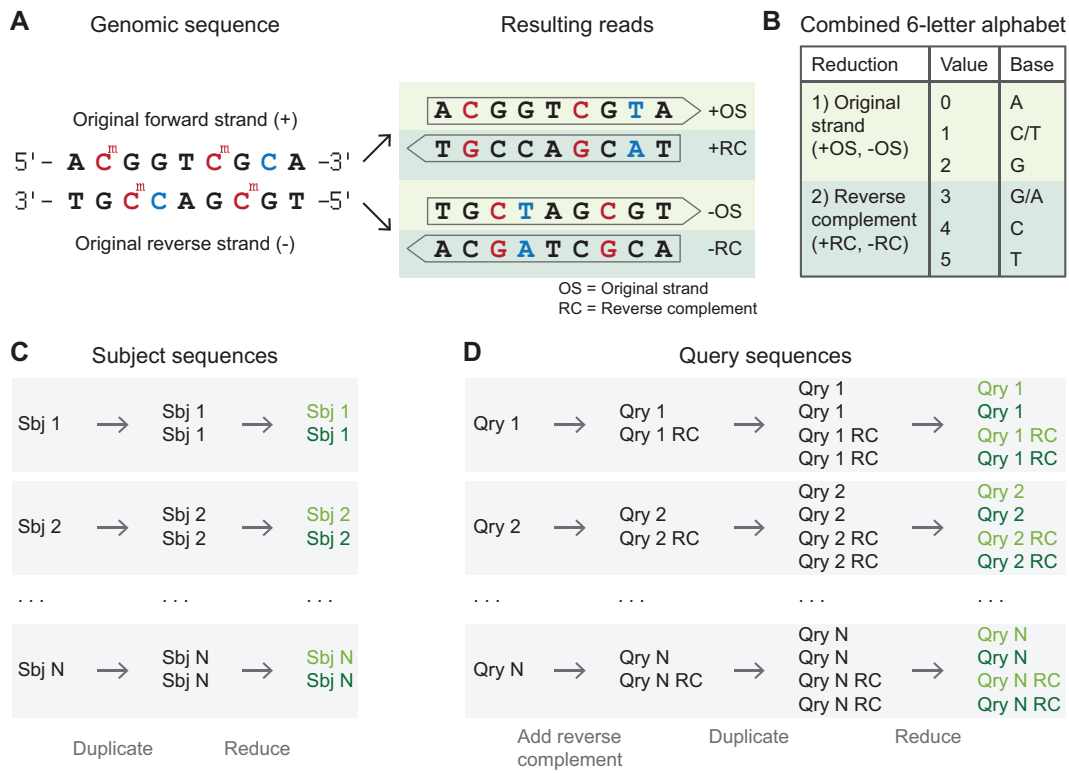 A Genomic sequence Resulting reads
Original forward strand (+)
5'- A Cm G G T Cm G C A -3'
3'- T G Cm C A G Cm G T -5'
Original reverse strand (-)
A C G G T C G T A +OS
T G C C A G C A T +RC
T G C T A G C G T -OS
A C G A T C G C A -RC
OS = Original strand
RC = Reverse complement
B Combined 6-letter alphabet
Reduction Value Base
1) Original strand (+OS, -OS) 0 A
1 C/T
2 G
2) Reverse complement (+RC, -RC) 3 G/A
4 C
5 T
C Subject sequences
Sbj 1 Sbj 1 Sbj 1
Sbj 1 Sbj 1
Sbj 2 Sbj 2 Sbj 2
Sbj 2 Sbj 2
. . . . . . . . .
Sbj N Sbj N Sbj N
Sbj N Sbj N
Duplicate Reduce
D Query sequences
Qry 1 Qry 1 Qry 1 Qry 1
Qry 1 RC Qry 1 Qry 1
Qry 1 RC Qry 1 RC
Qry 1 RC Qry 1 RC
Qry 2 Qry 2 Qry 2 Qry 2
Qry 2 RC Qry 2 Qry 2
Qry 2 RC Qry 2 RC
Qry 2 RC Qry 2 RC
. . . . . . . . . . . .
Qry N Qry N Qry N Qry N
Qry N RC Qry N Qry N
Qry N RC Qry N RC
Qry N RC Qry N RC
Add reverse complement Duplicate Reduce